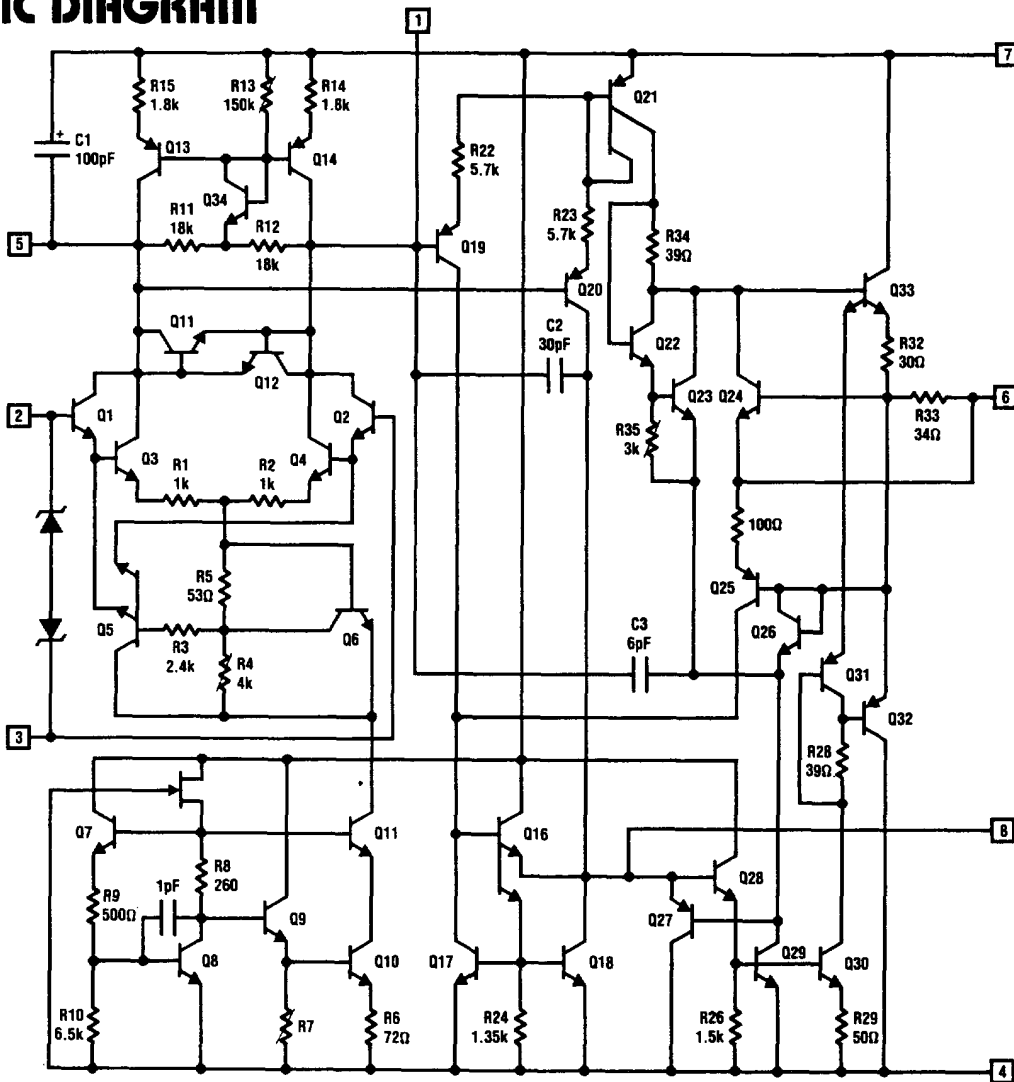 IC DIAGRAM
1
7
R15
1.8k
R13
150k
R14
1.8k
Q21
C1
100pF
+
Q13
Q14
R22
5.7k
Q34
R11
18k
R12
18k
R23
5.7k
R34
39Ω
5
Q19
Q20
Q33
Q11
C2
30pF
Q22
R32
30Ω
Q12
2
Q1
Q2
Q23
Q24
R33
34Ω
6
Q3
R1
1k
R2
1k
Q4
R35
3k
100Ω
R5
53Ω
Q25
Q5
R3
2.4k
Q6
Q26
R4
4k
C3
6pF
Q31
3
Q32
R28
39Ω
Q7
Q11
Q16
8
R8
260
1pF
R9
500Ω
Q9
Q28
Q27
Q8
Q10
Q17
Q18
Q29
Q30
R10
6.5k
R7
R6
72Ω
R24
1.35k
R26
1.5k
R29
50Ω
4